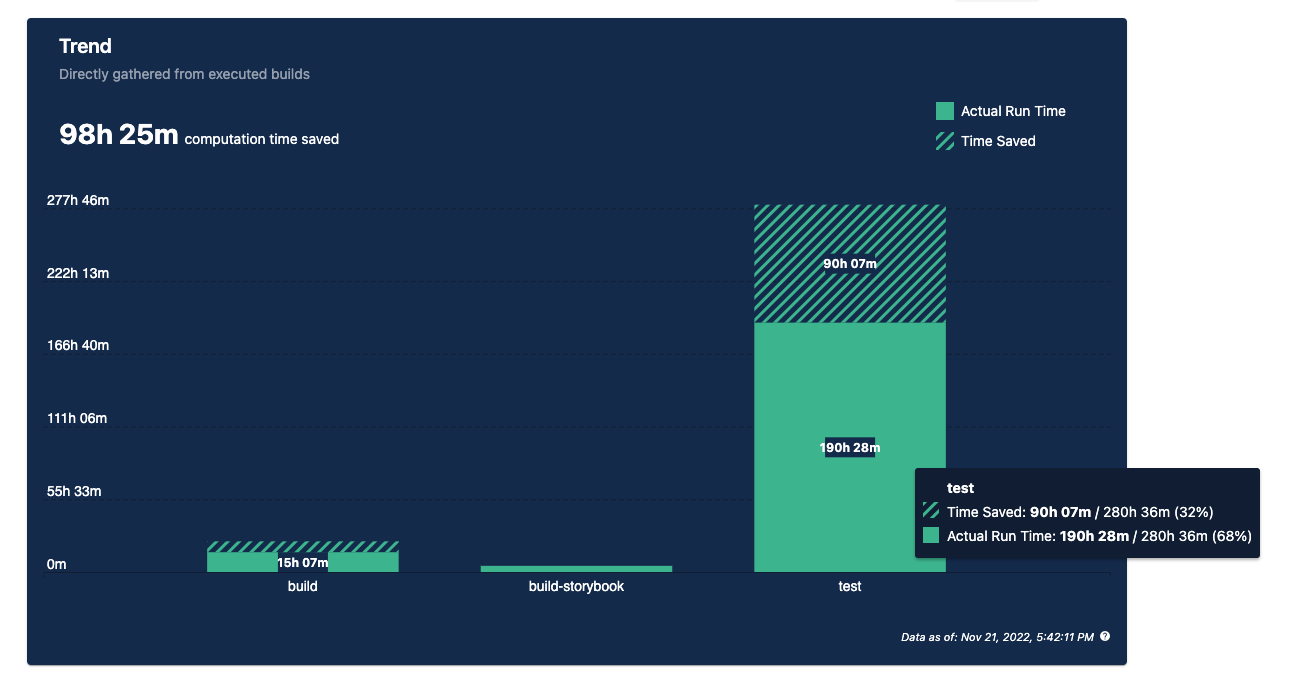 Trend
Directly gathered from executed builds
98h 25m computation time saved
Actual Run Time
Time Saved
277h 46m
222h 13m
166h 40m
111h 06m
55h 33m
0m
90h 07m
190h 28m
15h 07m
test
Time Saved: 90h 07m / 280h 36m (32%)
Actual Run Time: 190h 28m / 280h 36m (68%)
build
build-storybook
test
Data as of: Nov 21, 2022, 5:42:11 PM ?